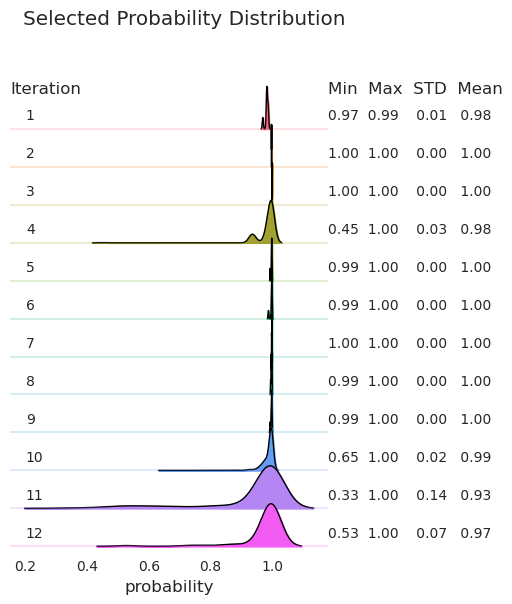 Selected Probability Distribution
Iteration Min Max STD Mean
1 0.97 0.99 0.01 0.98
2 1.00 1.00 0.00 1.00
3 1.00 1.00 0.00 1.00
4 0.45 1.00 0.03 0.98
5 0.99 1.00 0.00 1.00
6 0.99 1.00 0.00 1.00
7 1.00 1.00 0.00 1.00
8 0.99 1.00 0.00 1.00
9 0.99 1.00 0.00 1.00
10 0.65 1.00 0.02 0.99
11 0.33 1.00 0.14 0.93
12 0.53 1.00 0.07 0.97
0.2 0.4 0.6 0.8 1.0
probability